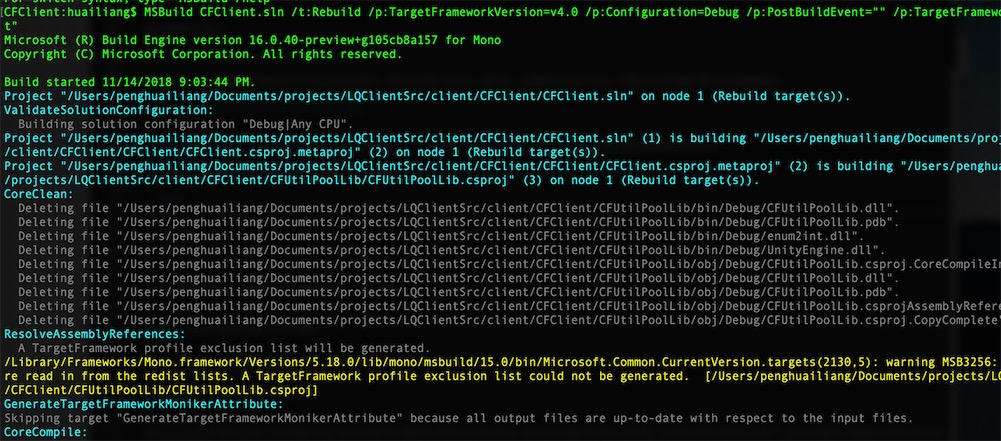 For switch syntax, type "MSBuild /help"
[CFClient:hualiang$ MSBuild CFClient.sln /t:Rebuild /p:TargetFrameworkVersion=v4.0 /p:Configuration=Debug /p:PostBuildEvent="" /p:TargetFramewo
t"
Microsoft (R) Build Engine version 16.0.40-preview+g105cb8a157 for Mono
Copyright (C) Microsoft Corporation. All rights reserved.
Build started 11/14/2018 9:03:44 PM.
Project "/Users/penghuailiang/Documents/projects/LQClientSrc/client/CFClient/CFClient.sln" on node 1 (Rebuild target(s)).
ValidateSolutionConfiguration:
Building solution configuration "Debug|Any CPU".
Project "/Users/penghuailiang/Documents/projects/LQClientSrc/client/CFClient/CFClient.sln" (1) is building "/Users/penghuailiang/Documents/proj
/client/CFClient/CFClient/CFClient.csproj.metaproj" (2) on node 1 (Rebuild target(s)).
Project "/Users/penghuailiang/Documents/projects/LQClientSrc/client/CFClient/CFClient/CFClient.csproj.metaproj" (2) is building "/Users/penghua
/projects/LQClientSrc/client/CFClient/CFUtilPoolLib/CFUtilPoolLib.csproj" (3) on node 1 (Rebuild target(s)).
CoreClean:
Deleting file "/Users/penghuailiang/Documents/projects/LQClientSrc/client/CFClient/CFUtilPoolLib/bin/Debug/CFUtilPoolLib.dll".
Deleting file "/Users/penghuailiang/Documents/projects/LQClientSrc/client/CFClient/CFUtilPoolLib/bin/Debug/CFUtilPoolLib.pdb".
Deleting file "/Users/penghuailiang/Documents/projects/LQClientSrc/client/CFClient/CFUtilPoolLib/bin/Debug/enum2int.dll".
Deleting file "/Users/penghuailiang/Documents/projects/LQClientSrc/client/CFClient/CFUtilPoolLib/bin/Debug/UnityEngine.dll".
Deleting file "/Users/penghuailiang/Documents/projects/LQClientSrc/client/CFClient/CFUtilPoolLib/obj/Debug/CFUtilPoolLib.csproj.CoreCompileIn
Deleting file "/Users/penghuailiang/Documents/projects/LQClientSrc/client/CFClient/CFUtilPoolLib/obj/Debug/CFUtilPoolLib.dll".
Deleting file "/Users/penghuailiang/Documents/projects/LQClientSrc/client/CFClient/CFUtilPoolLib/obj/Debug/CFUtilPoolLib.pdb".
Deleting file "/Users/penghuailiang/Documents/projects/LQClientSrc/client/CFClient/CFUtilPoolLib/obj/Debug/CFUtilPoolLib.csprojAssemblyRefere
Deleting file "/Users/penghuailiang/Documents/projects/LQClientSrc/client/CFClient/CFUtilPoolLib/obj/Debug/CFUtilPoolLib.csproj.CopyComplete"
ResolveAssemblyReferences:
A TargetFramework profile exclusion list will be generated.
/Library/Frameworks/Mono.framework/Versions/5.18.0/lib/mono/msbuild/15.0/bin/Microsoft.Common.CurrentVersion.targets(2130,5): warning MSB3256:
re read in from the redist lists. A TargetFramework profile exclusion list could not be generated. [/Users/penghuailiang/Documents/projects/LQ
/CFClient/CFUtilPoolLib/CFUtilPoolLib.csproj]
GenerateTargetFrameworkMonikerAttribute:
Skipping target "GenerateTargetFrameworkMonikerAttribute" because all output files are up-to-date with respect to the input files.
CoreCompile: